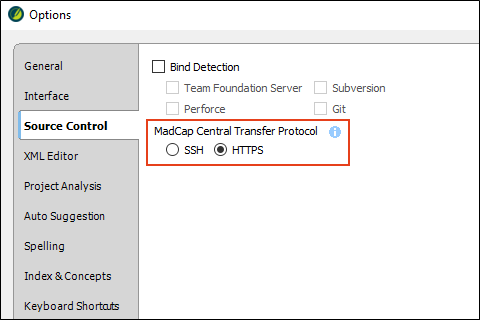 Options
General
Interface
Source Control
XML Editor
Project Analysis
Auto Suggestion
Spelling
Index & Concepts
Keyboard Shortcuts
Bind Detection
Team Foundation Server Subversion
Perforce Git
MadCap Central Transfer Protocol i
SSH HTTPS